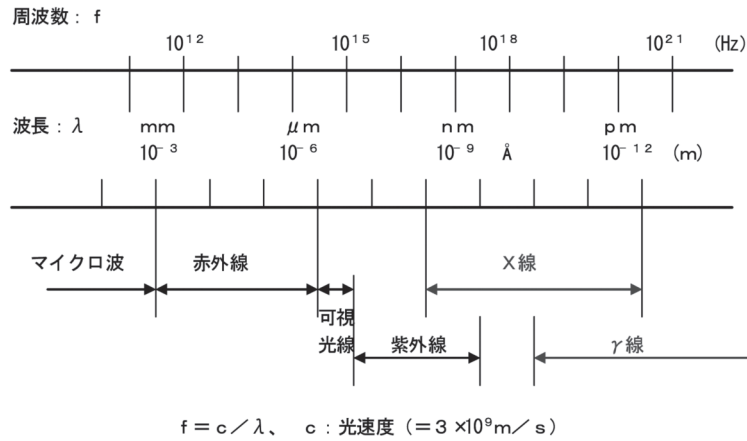 周波数： f
10¹² 10¹⁵ 10¹⁸ 10²¹ (Hz)
波長：λ mm μm nm pm
10⁻³ 10⁻⁶ 10⁻⁹ Å 10⁻¹² (m)
マイクロ波 赤外線 X線
可視
光線 紫外線 γ線
f＝c／λ、 c：光速度（＝3×10⁹m／s）